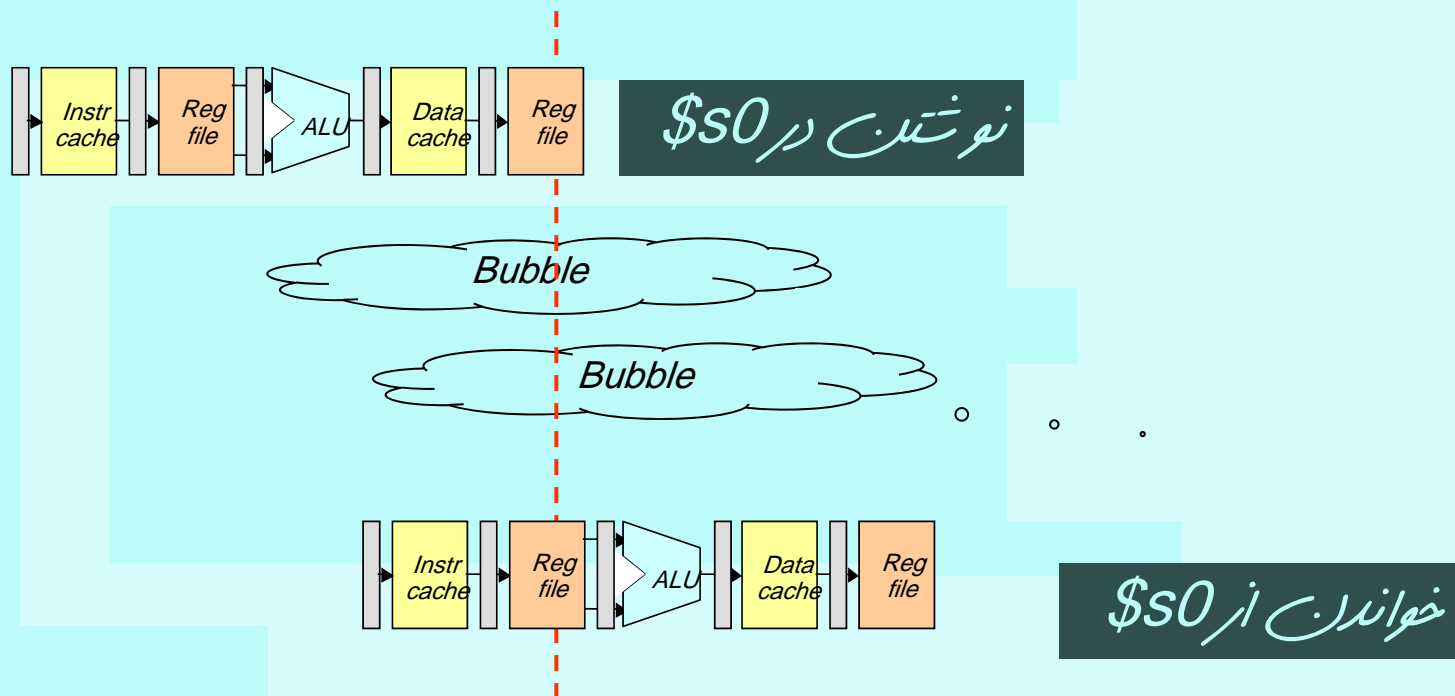 Instr
cache
Reg
file
ALU
Data
cache
Reg
file
نوشتن در $s0
Bubble
Bubble
Instr
cache
Reg
file
ALU
Data
cache
Reg
file
خواندن از $s0